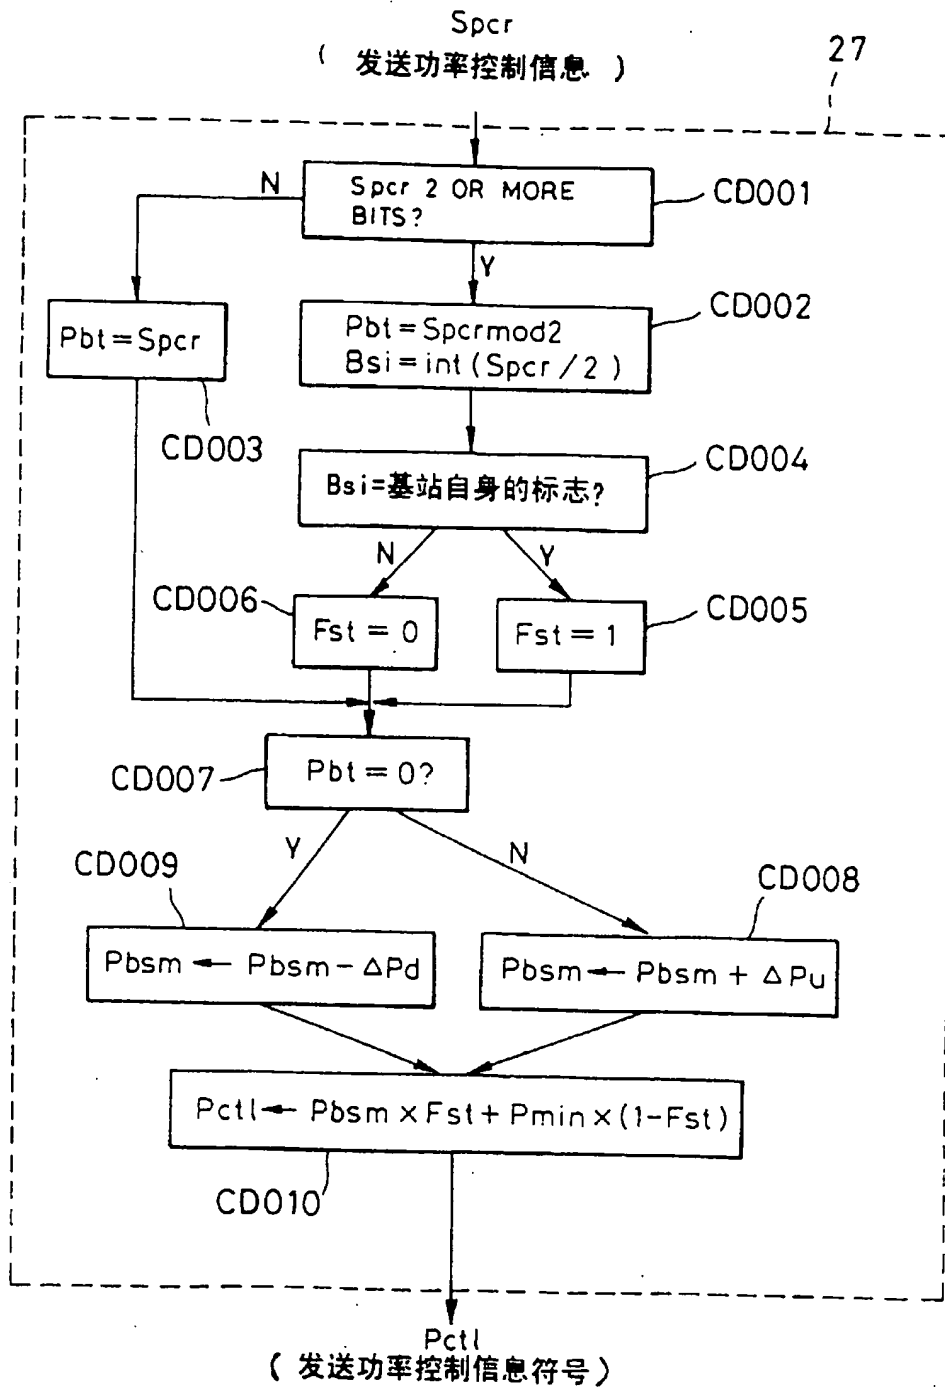 Spcr
( 发送功率控制信息 )
27
N
Spcr 2 OR MORE
BITS?
CD001
Y
Pbt=Spcr
CD003
Pbt=Spcrmod2
Bsi=int(Spcr/2)
CD002
Bsi=基站自身的标志?
CD004
N
Y
CD006
Fst = 0
Fst = 1
CD005
CD007
Pbt = 0?
Y
N
CD009
CD008
Pbsm ← Pbsm - ΔPd
Pbsm ← Pbsm + ΔPu
Pctl ← Pbsm × Fst + Pmin × (1-Fst)
CD010
Pctl
( 发送功率控制信息符号 )